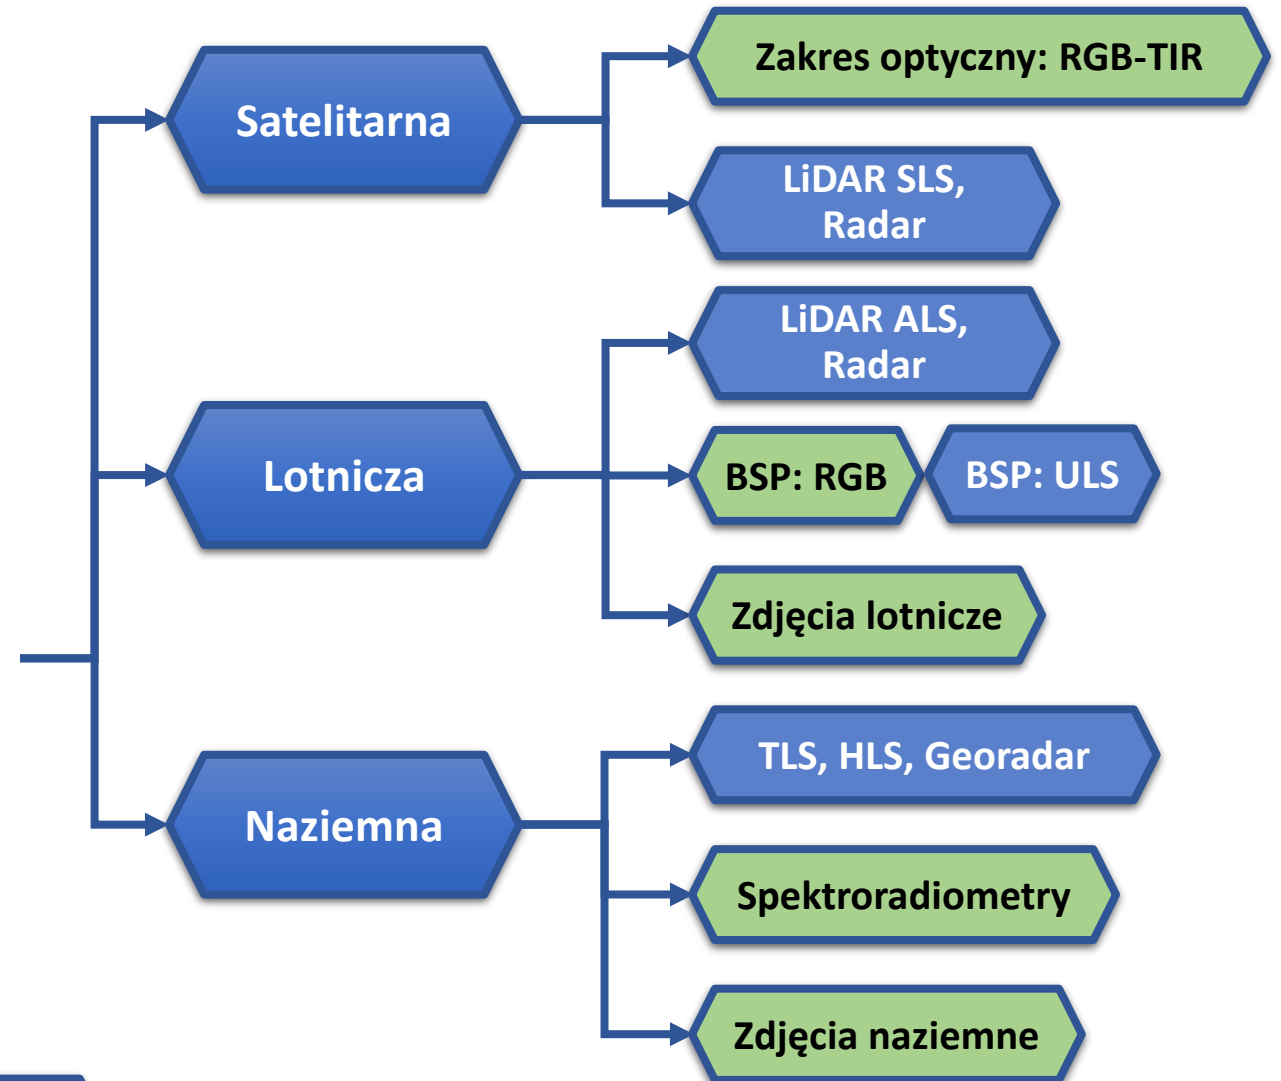 Satelitarna
Zakres optyczny: RGB-TIR
LiDAR SLS,
Radar
Lotnicza
LiDAR ALS,
Radar
BSP: RGB
BSP: ULS
Zdjęcia lotnicze
Naziemna
TLS, HLS, Georadar
Spektroradiometry
Zdjęcia naziemne